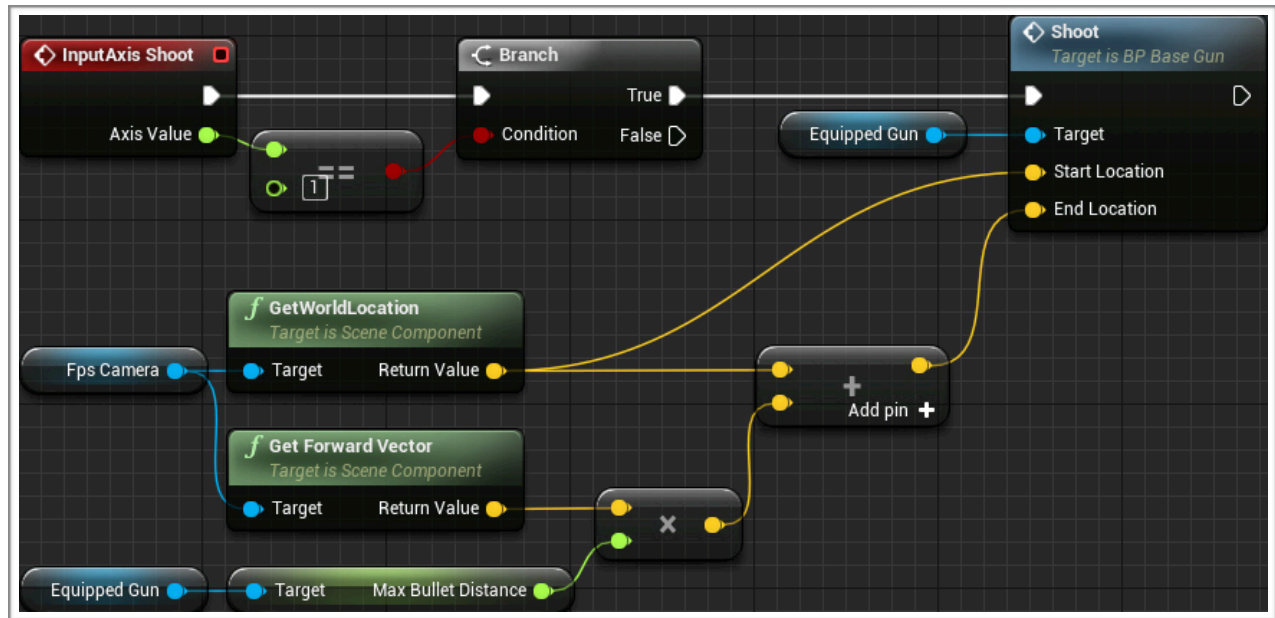 InputAxis Shoot
Axis Value
==
1
Branch
True
Condition
False
Shoot
Target is BP Base Gun
Equipped Gun
Target
Start Location
End Location
GetWorldLocation
Target is Scene Component
Fps Camera
Target
Return Value
+
Add pin +
Get Forward Vector
Target is Scene Component
Target
Return Value
×
Equipped Gun
Target
Max Bullet Distance